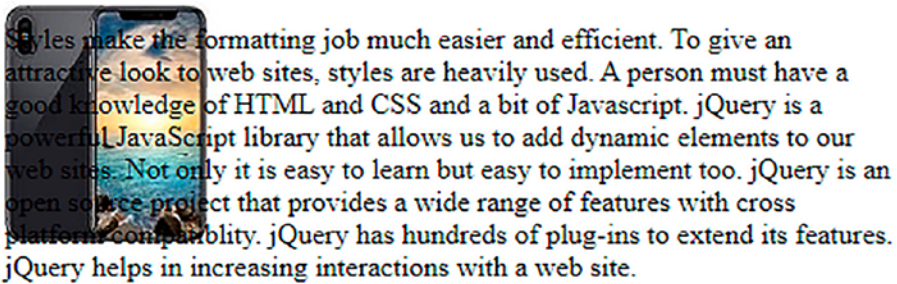 Styles make the formatting job much easier and efficient. To give an
attractive look to web sites, styles are heavily used. A person must have a
good knowledge of HTML and CSS and a bit of Javascript. jQuery is a
powerful JavaScript library that allows us to add dynamic elements to our
web sites. Not only it is easy to learn but easy to implement too. jQuery is an
open source project that provides a wide range of features with cross
platform compatiblity. jQuery has hundreds of plug-ins to extend its features.
jQuery helps in increasing interactions with a web site.